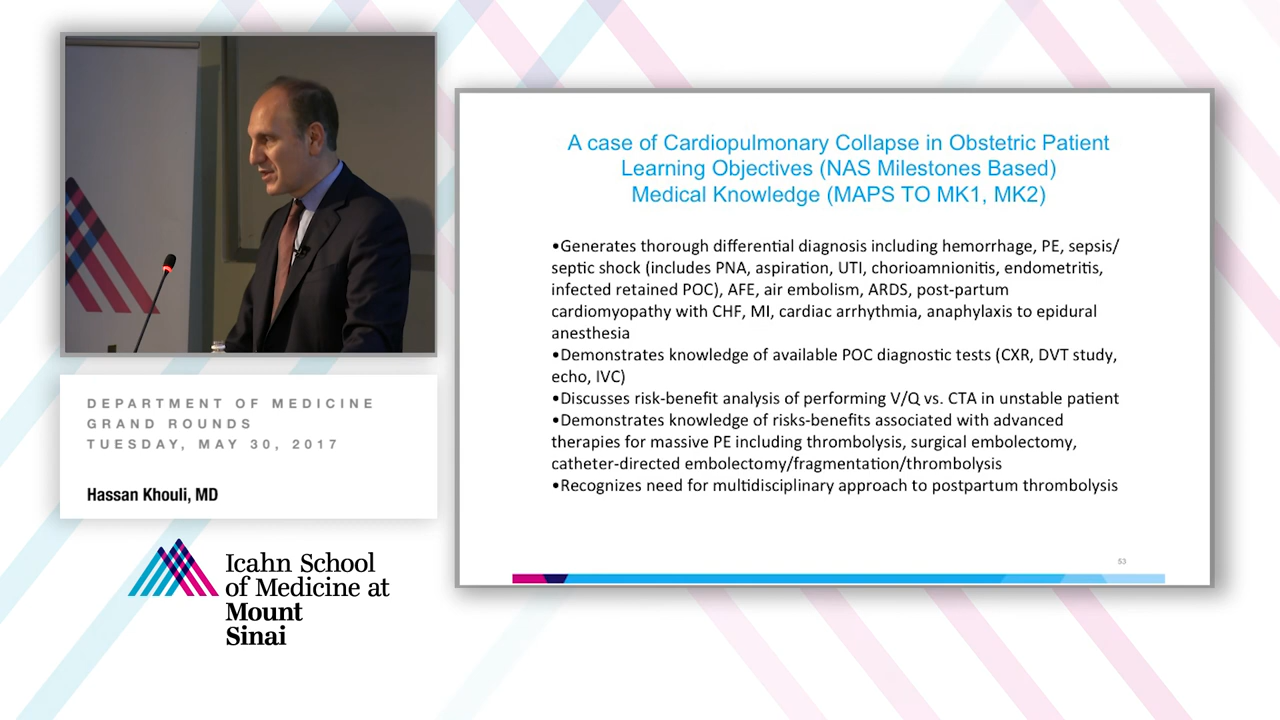 DEPARTMENT OF MEDICINE
GRAND ROUNDS
TUESDAY, MAY 30, 2017
Hassan Khouli, MD
Icahn School
of Medicine at
Mount
Sinai
A case of Cardiopulmonary Collapse in Obstetric Patient
Learning Objectives (NAS Milestones Based)
Medical Knowledge (MAPS TO MK1, MK2)
•Generates thorough differential diagnosis including hemorrhage, PE, sepsis/
septic shock (includes PNA, aspiration, UTI, chorioamnionitis, endometritis,
infected retained POC), AFE, air embolism, ARDS, post-partum
cardiomyopathy with CHF, MI, cardiac arrhythmia, anaphylaxis to epidural
anesthesia
•Demonstrates knowledge of available POC diagnostic tests (CXR, DVT study,
echo, IVC)
•Discusses risk-benefit analysis of performing V/Q vs. CTA in unstable patient
•Demonstrates knowledge of risks-benefits associated with advanced
therapies for massive PE including thrombolysis, surgical embolectomy,
catheter-directed embolectomy/fragmentation/thrombolysis
•Recognizes need for multidisciplinary approach to postpartum thrombolysis
53